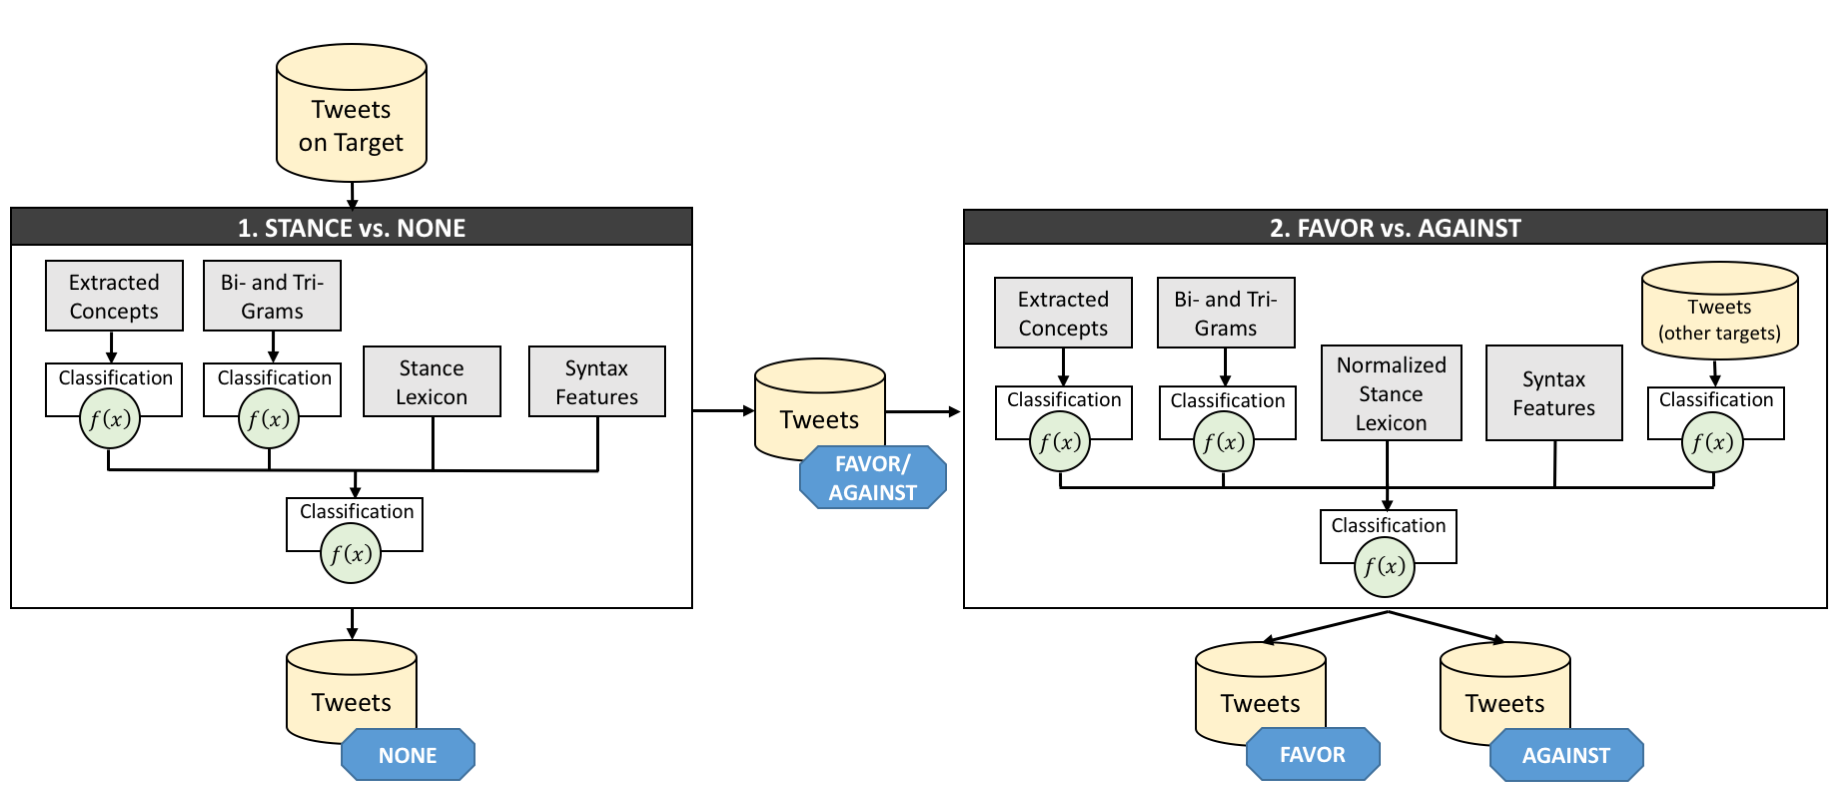 Tweets
on Target
1. STANCE vs. NONE
Extracted
Concepts
Bi- and Tri-
Grams
Classification
f(x)
Classification
f(x)
Stance
Lexicon
Syntax
Features
Classification
f(x)
Tweets
NONE
Tweets
FAVOR/
AGAINST
2. FAVOR vs. AGAINST
Extracted
Concepts
Bi- and Tri-
Grams
Tweets
(other targets)
Classification
f(x)
Classification
f(x)
Normalized
Stance
Lexicon
Syntax
Features
Classification
f(x)
Classification
f(x)
Tweets
FAVOR
Tweets
AGAINST